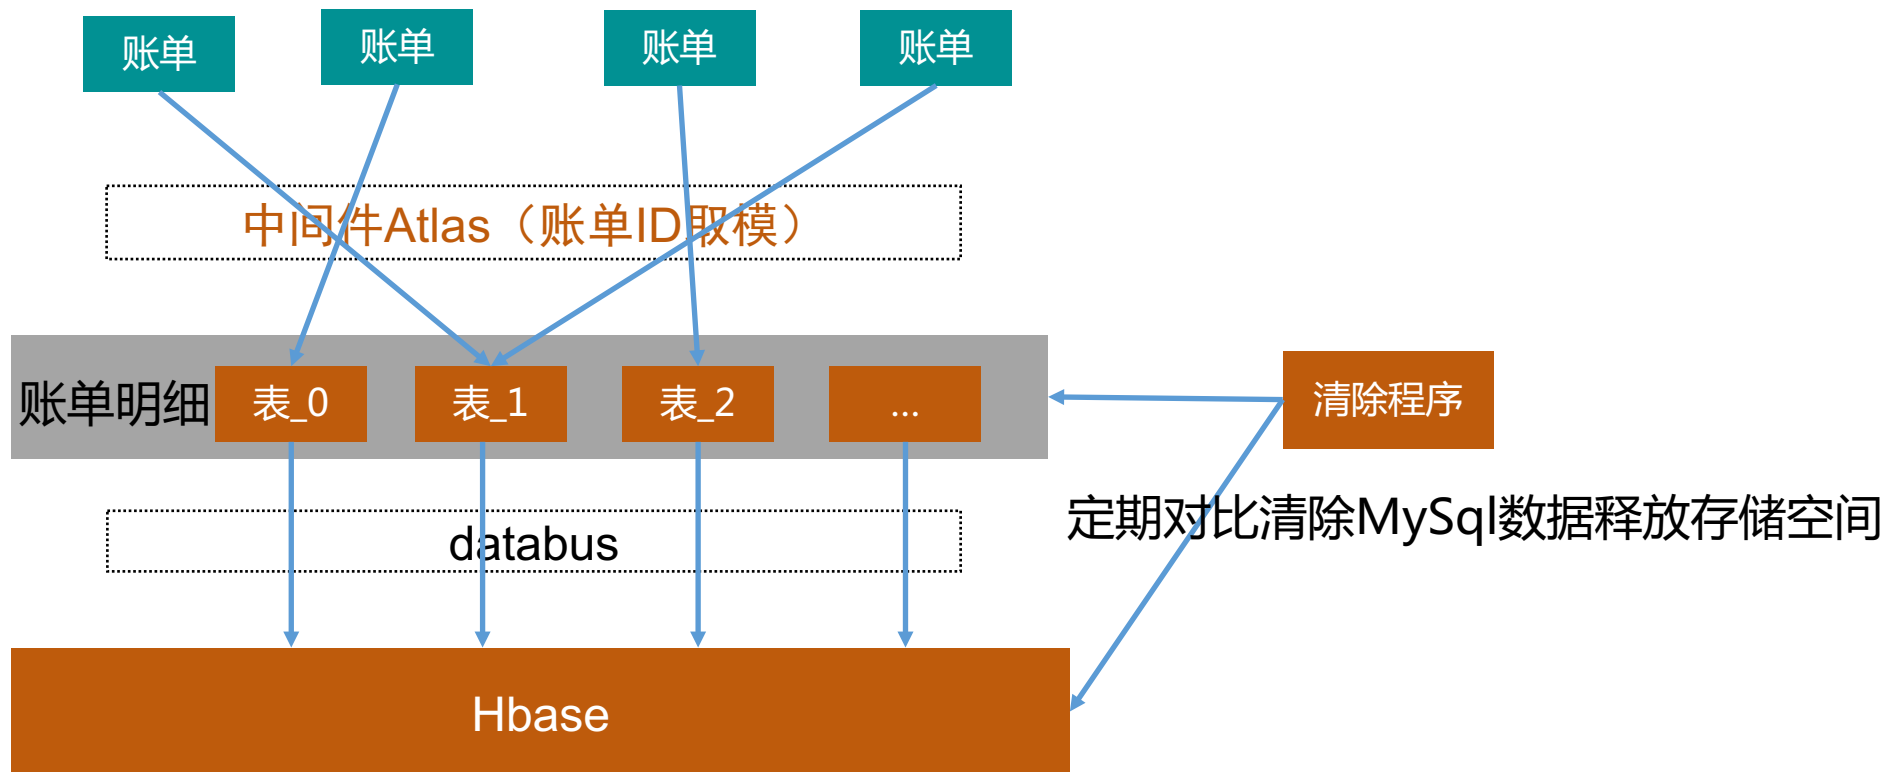 账单
账单
账单
账单
中间件Atlas（账单ID取模）
账单明细
表_0
表_1
表_2
...
清除程序
定期对比清除MySql数据释放存储空间
databus
Hbase